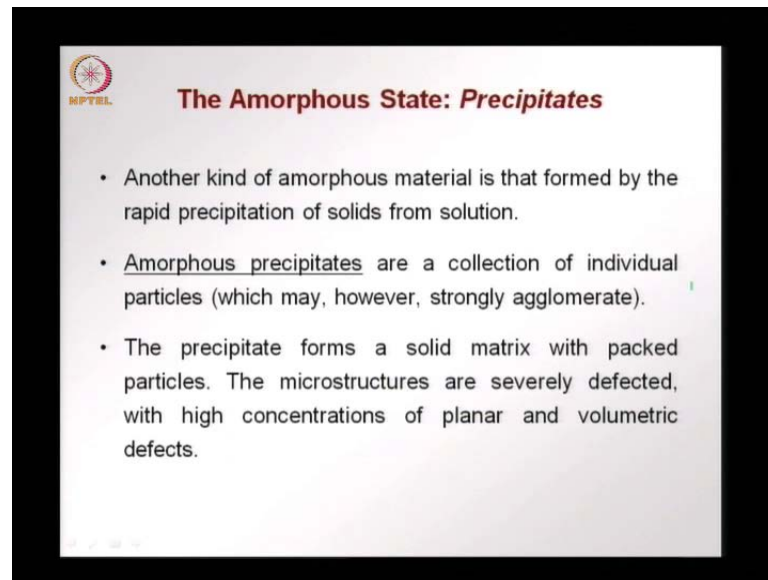 NPTEL
The Amorphous State: Precipitates
• Another kind of amorphous material is that formed by the
rapid precipitation of solids from solution.
• Amorphous precipitates are a collection of individual
particles (which may, however, strongly agglomerate).
• The precipitate forms a solid matrix with packed
particles. The microstructures are severely defected,
with high concentrations of planar and volumetric
defects.